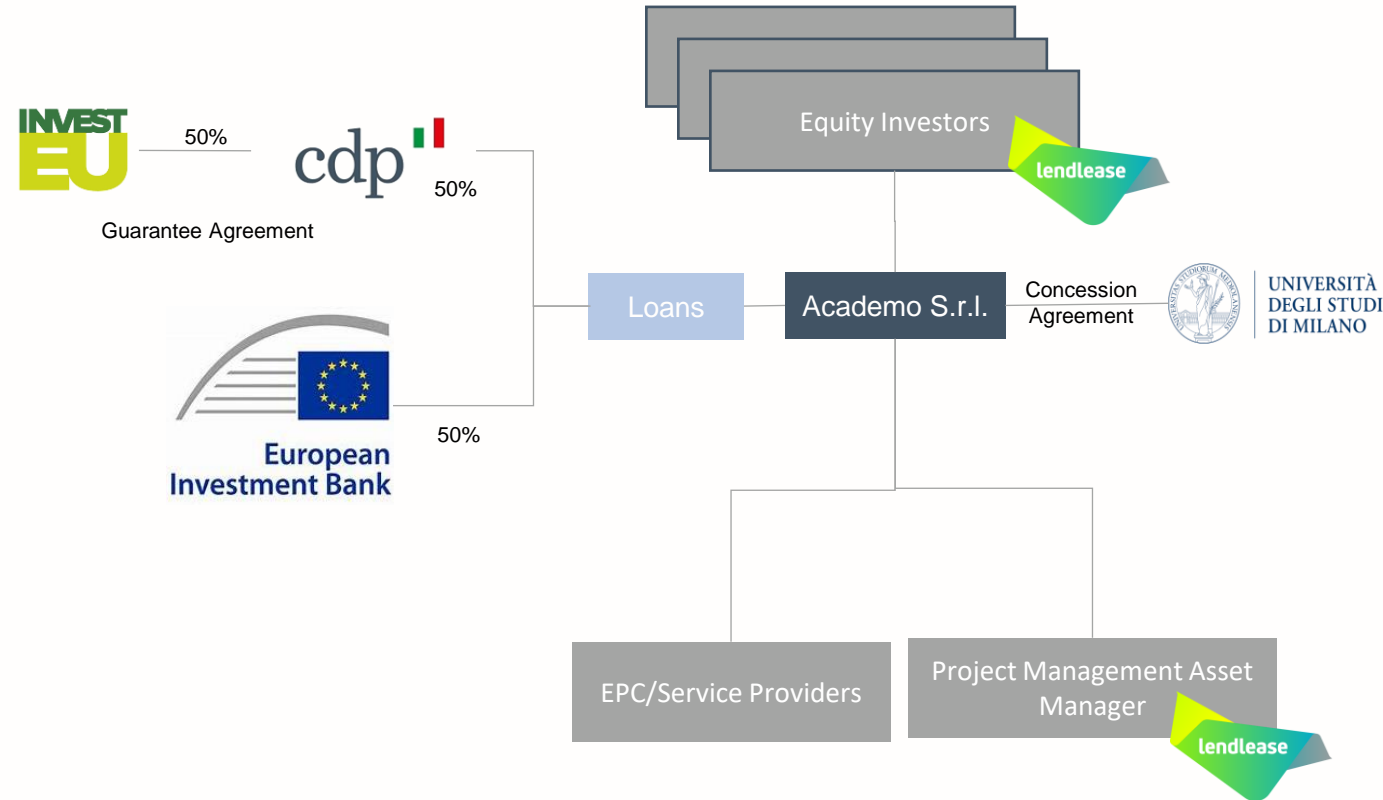 Equity Investors
lendlease
INVEST
EU
50%
cdp
50%
Guarantee Agreement
Loans
Academo S.r.l.
Concession
Agreement
UNIVERSITÀ
DEGLI STUDI
DI MILANO
European
Investment Bank
50%
EPC/Service Providers
Project Management Asset
Manager
lendlease